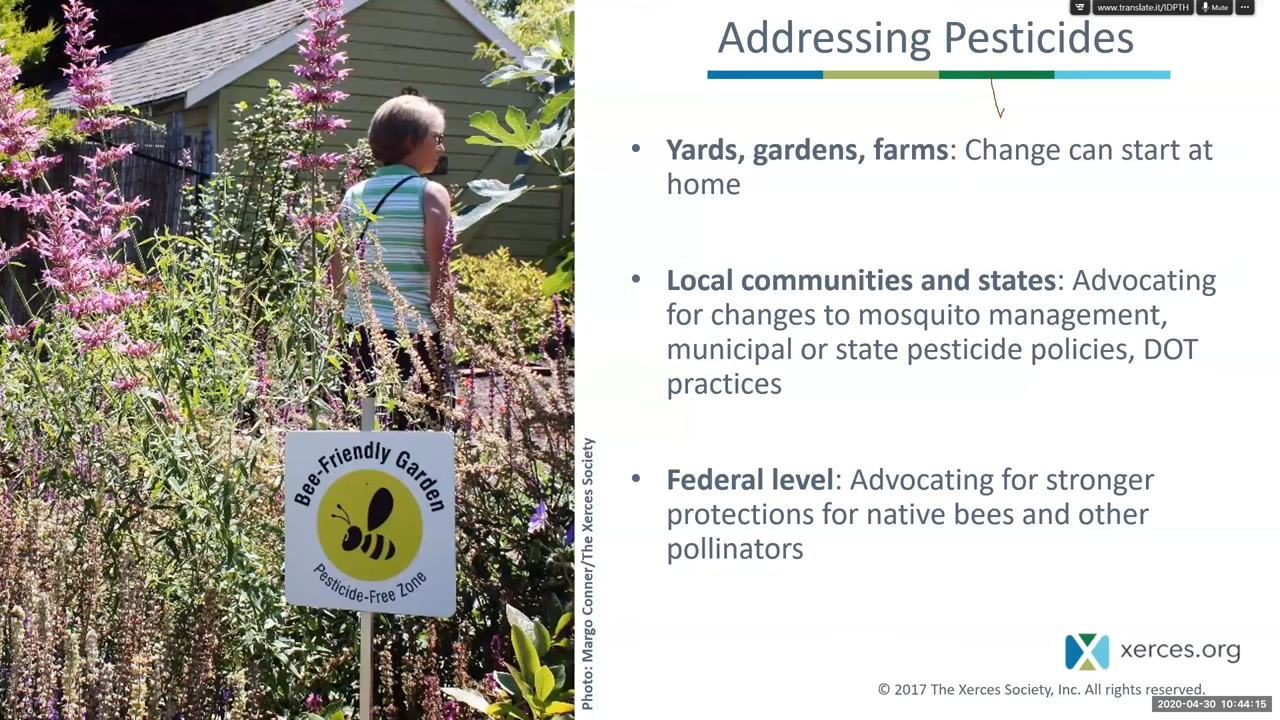 www.translate.it/IDPTH
Mute
Addressing Pesticides
• Yards, gardens, farms: Change can start at
home
• Local communities and states: Advocating
for changes to mosquito management,
municipal or state pesticide policies, DOT
practices
• Federal level: Advocating for stronger
protections for native bees and other
pollinators
Bee-Friendly Garden
Pesticide-Free Zone
Photo: Margo Conner/The Xerces Society
xerces.org
© 2017 The Xerces Society, Inc. All rights reserved.
2020-04-30 10:44:15